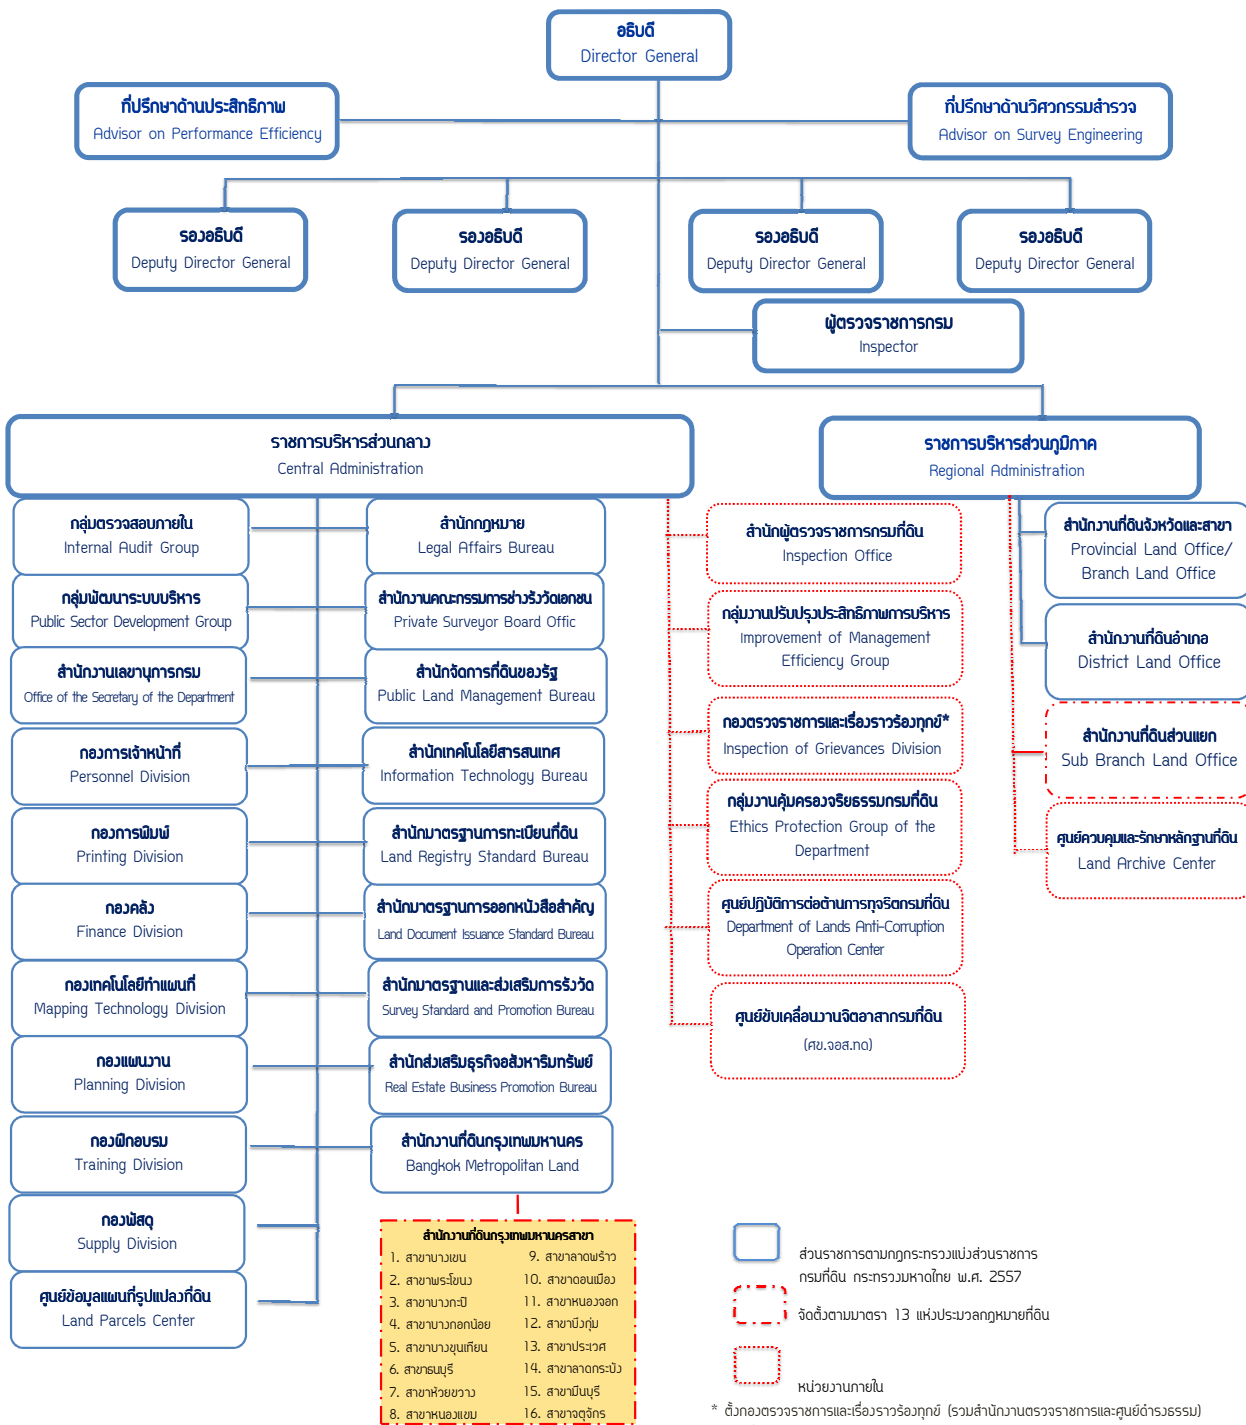 อธิบดี
Director General
ที่ปรึกษาด้านประสิทธิภาพ
Advisor on Performance Efficiency
ที่ปรึกษาด้านวิศวกรรมสำรวจ
Advisor on Survey Engineering
รองอธิบดี
Deputy Director General
รองอธิบดี
Deputy Director General
รองอธิบดี
Deputy Director General
รองอธิบดี
Deputy Director General
ผู้ตรวจราชการกรม
Inspector
ราชการบริหารส่วนกลาง
Central Administration
ราชการบริหารส่วนภูมิภาค
Regional Administration
กลุ่มตรวจสอบภายใน
Internal Audit Group
กลุ่มพัฒนาระบบบริหาร
Public Sector Development Group
สำนักงานเลขานุการกรม
Office of the Secretary of the Department
กองการเจ้าหน้าที่
Personnel Division
กองการพิมพ์
Printing Division
กองคลัง
Finance Division
กองเทคโนโลยีทำแผนที่
Mapping Technology Division
กองแผนงาน
Planning Division
กองฝึกอบรม
Training Division
กองพัสดุ
Supply Division
ศูนย์ข้อมูลแผนที่รูปแปลงที่ดิน
Land Parcels Center
สำนักกฎหมาย
Legal Affairs Bureau
สำนักงานคณะกรรมการช่างรังวัดเอกชน
Private Surveyor Board Offic
สำนักจัดการที่ดินของรัฐ
Public Land Management Bureau
สำนักเทคโนโลยีสารสนเทศ
Information Technology Bureau
สำนักมาตรฐานการทะเบียนที่ดิน
Land Registry Standard Bureau
สำนักมาตรฐานการออกหนังสือสำคัญ
Land Document Issuance Standard Bureau
สำนักมาตรฐานและส่งเสริมการรังวัด
Survey Standard and Promotion Bureau
สำนักส่งเสริมธุรกิจอสังหาริมทรัพย์
Real Estate Business Promotion Bureau
สำนักงานที่ดินกรุงเทพมหานคร
Bangkok Metropolitan Land
สำนักงานที่ดินกรุงเทพมหานครสาขา
1. สาขาบางเขน
2. สาขาพระโขนง
3. สาขาบางกะปิ
4. สาขาบางกอกน้อย
5. สาขาบางขุนเทียน
6. สาขาธนบุรี
7. สาขาห้วยขวาง
8. สาขาหนองแขม
9. สาขาลาดพร้าว
10. สาขาดอนเมือง
11. สาขาหนองจอก
12. สาขาบึงกุ่ม
13. สาขาประเวศ
14. สาขาลาดกระบัง
15. สาขามีนบุรี
16. สาขาจตุจักร
สำนักผู้ตรวจราชการกรมที่ดิน
Inspection Office
กลุ่มงานปรับปรุงประสิทธิภาพการบริหาร
Improvement of Management
Efficiency Group
กองตรวจราชการและเรื่องราวร้องทุกข์*
Inspection of Grievances Division
กลุ่มงานคุ้มครองจริยธรรมกรมที่ดิน
Ethics Protection Group of the
Department
ศูนย์ปฏิบัติการต่อต้านการทุจริตกรมที่ดิน
Department of Lands Anti-Corruption
Operation Center
ศูนย์ขับเคลื่อนงานจิตอาสากรมที่ดิน
(ศข.จอส.ทด)
สำนักงานที่ดินจังหวัดและสาขา
Provincial Land Office/
Branch Land Office
สำนักงานที่ดินอำเภอ
District Land Office
สำนักงานที่ดินส่วนแยก
Sub Branch Land Office
ศูนย์ควบคุมและรักษาหลักฐานที่ดิน
Land Archive Center
ส่วนราชการตามกฎกระทรวงแบ่งส่วนราชการ
กรมที่ดิน กระทรวงมหาดไทย พ.ศ. 2557
จัดตั้งตามมาตรา 13 แห่งประมวลกฎหมายที่ดิน
หน่วยงานภายใน
* ตั้งกองตรวจราชการและเรื่องราวร้องทุกข์ (รวมสำนักงานตรวจราชการและศูนย์ดำรงธรรม)